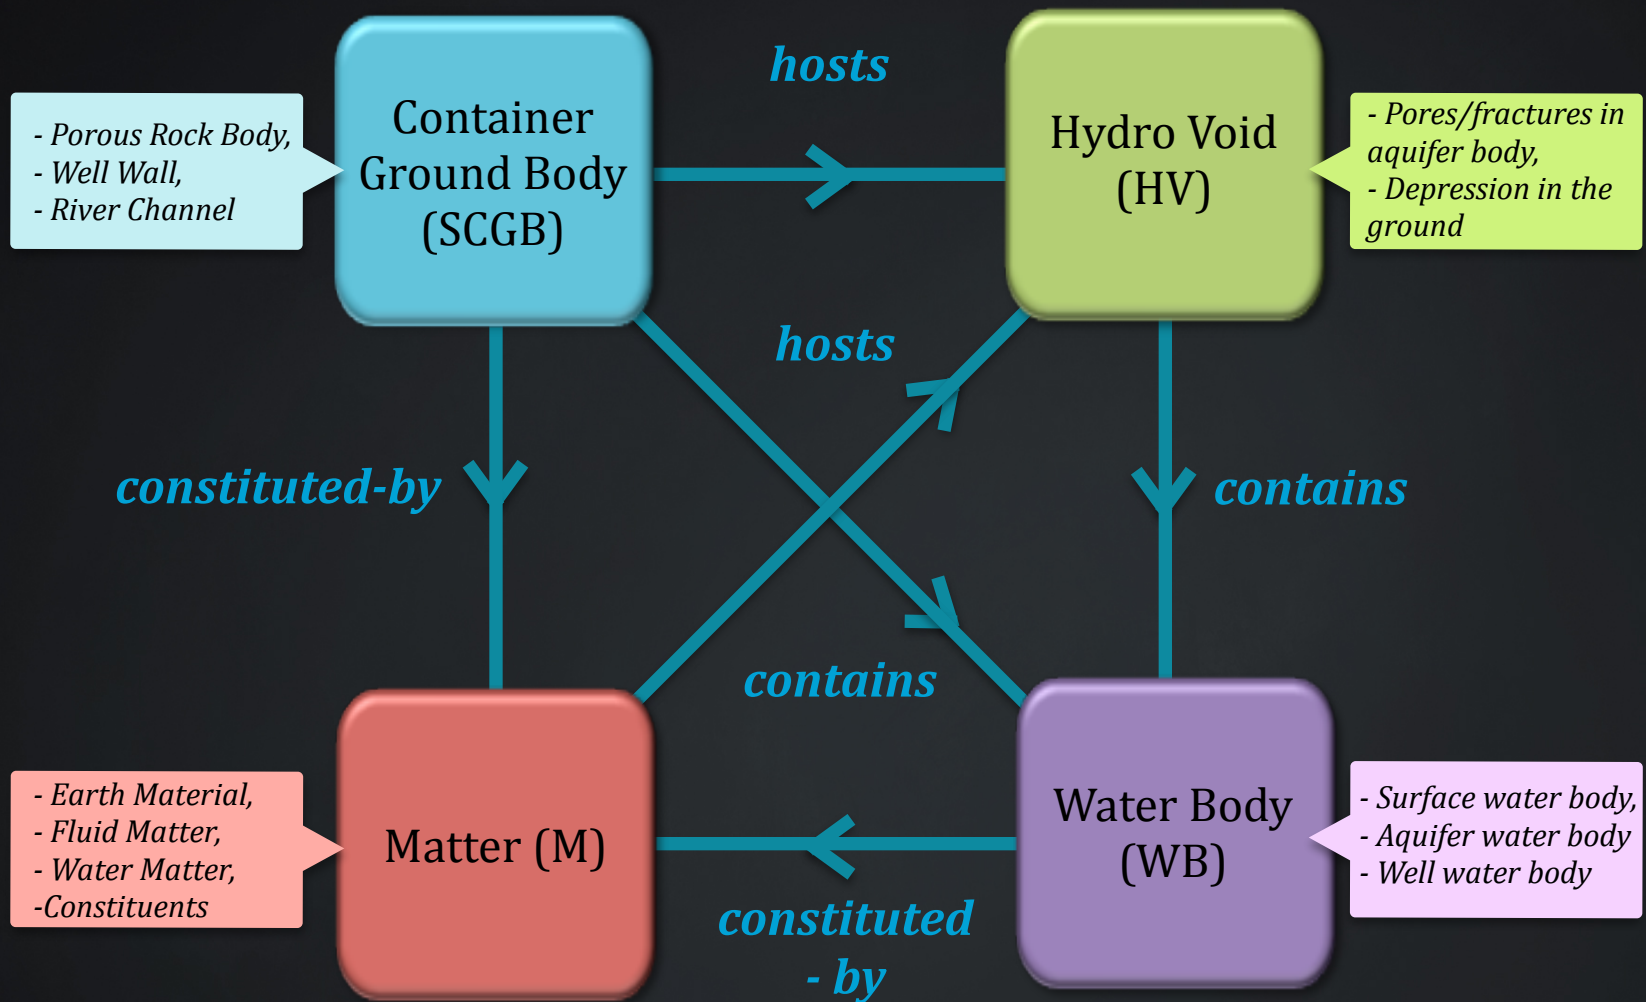 hosts
Container
Ground Body
(SCGB)
Hydro Void
(HV)
- Porous Rock Body,
- Well Wall,
- River Channel
- Pores/fractures in
aquifer body,
- Depression in the
ground
hosts
constituted-by
contains
contains
- Earth Material,
- Fluid Matter,
- Water Matter,
-Constituents
Matter (M)
Water Body
(WB)
- Surface water body,
- Aquifer water body
- Well water body
constituted
- by